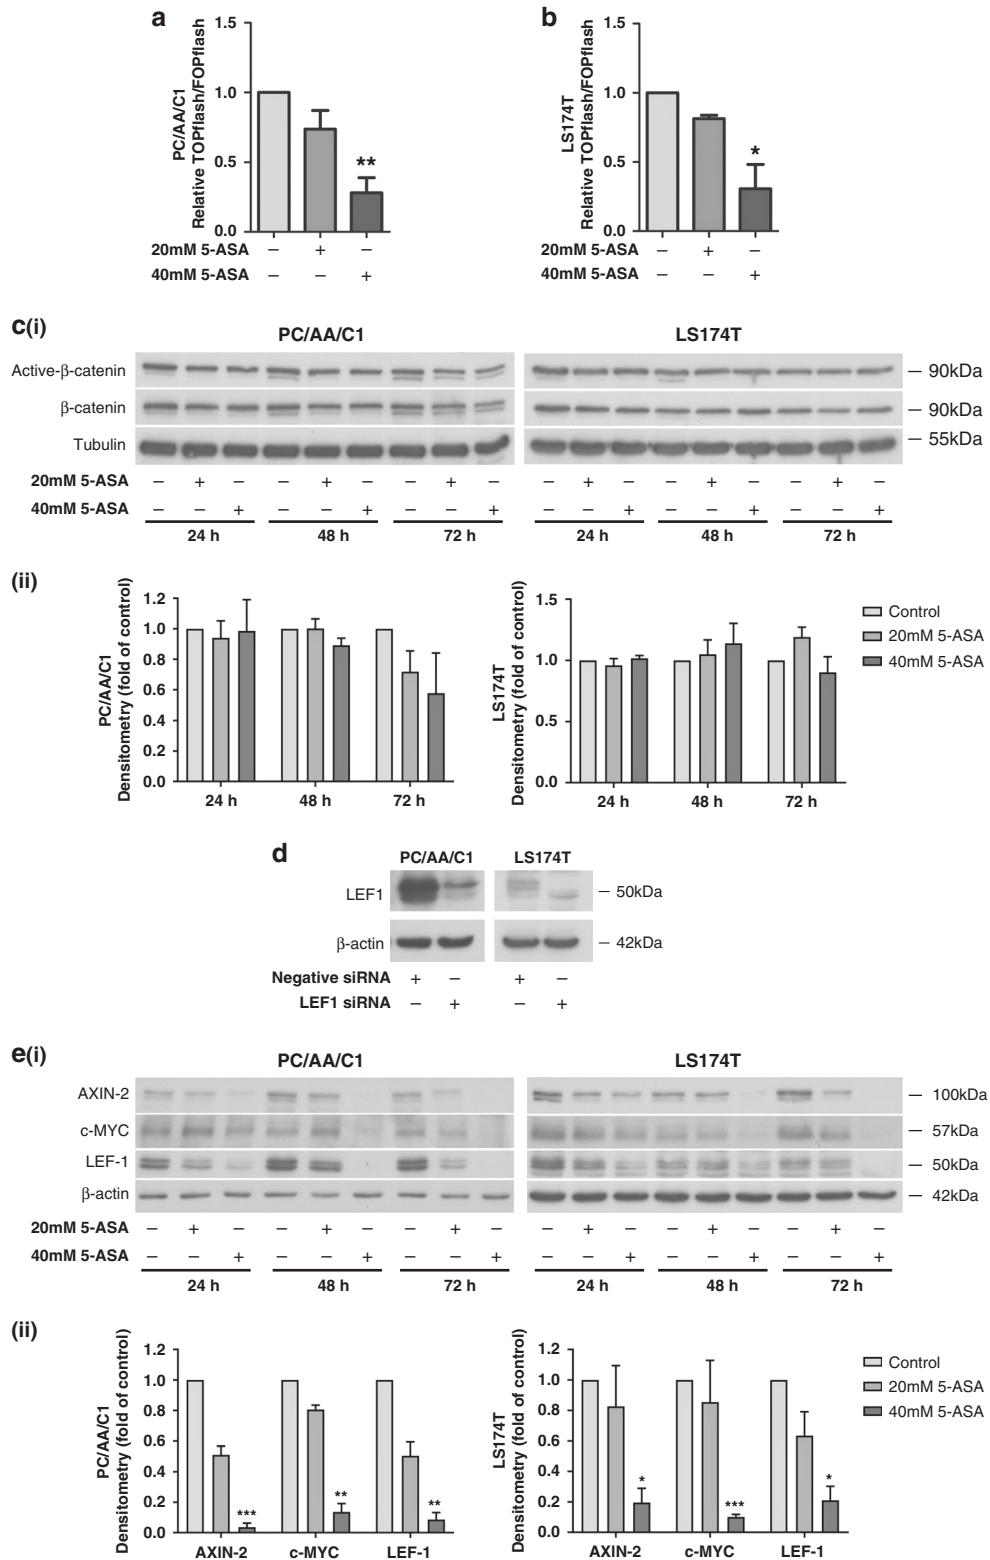 a
PC/AA/C1
Relative TOPflash/FOPflash
1.5
1.0
0.5
0.0
**
20mM 5-ASA – + –
40mM 5-ASA – – +
b
LS174T
Relative TOPflash/FOPflash
1.5
1.0
0.5
0.0
*
20mM 5-ASA – + –
40mM 5-ASA – – +
c(i)
PC/AA/C1 LS174T
Active-β-catenin – 90kDa
β-catenin – 90kDa
Tubulin – 55kDa
20mM 5-ASA – + – – + – – + – – + – – + – – + –
40mM 5-ASA – – + – – + – – + – – + – – + – – +
24 h 48 h 72 h 24 h 48 h 72 h
(ii)
PC/AA/C1
Densitometry (fold of control)
1.2
1.0
0.8
0.6
0.4
0.2
0.0
24 h 48 h 72 h
LS174T
Densitometry (fold of control)
1.5
1.0
0.5
0.0
24 h 48 h 72 h
Control
20mM 5-ASA
40mM 5-ASA
d
PC/AA/C1 LS174T
LEF1 – 50kDa
β-actin – 42kDa
Negative siRNA + – + –
LEF1 siRNA – + – +
e(i)
PC/AA/C1 LS174T
AXIN-2 – 100kDa
c-MYC – 57kDa
LEF-1 – 50kDa
β-actin – 42kDa
20mM 5-ASA – + – – + – – + – – + – – + – – + –
40mM 5-ASA – – + – – + – – + – – + – – + – – +
24 h 48 h 72 h 24 h 48 h 72 h
(ii)
PC/AA/C1
Densitometry (fold of control)
1.2
1.0
0.8
0.6
0.4
0.2
0.0
*** ** **
AXIN-2 c-MYC LEF-1
LS174T
Densitometry (fold of control)
1.2
1.0
0.8
0.6
0.4
0.2
0.0
* *** *
AXIN-2 c-MYC LEF-1
Control
20mM 5-ASA
40mM 5-ASA